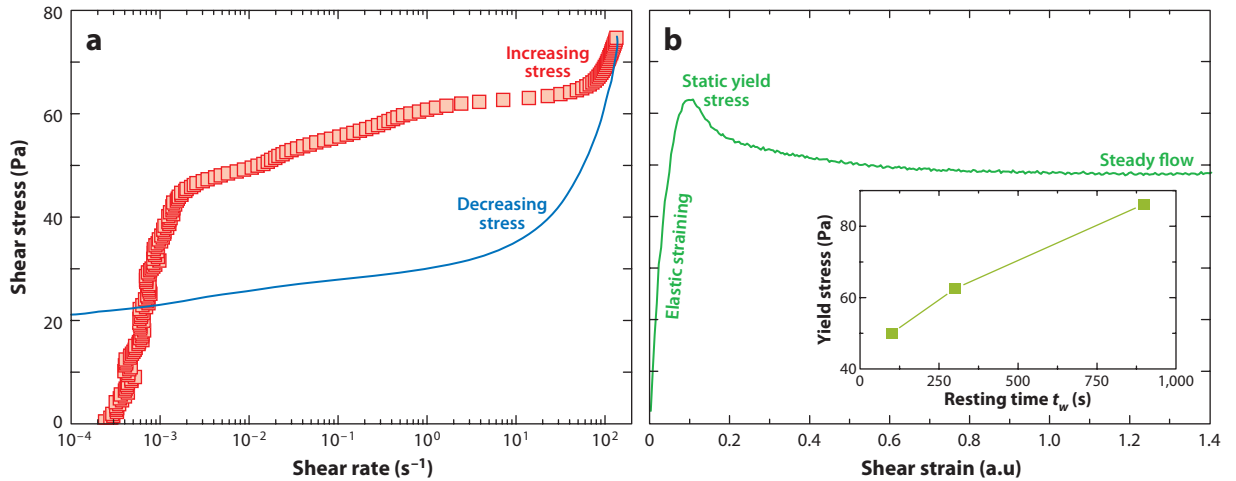 a
80
60
40
20
0
Shear stress (Pa)
Increasing
stress
Decreasing
stress
10⁻⁴
10⁻³
10⁻²
10⁻¹
10⁰
10¹
10²
Shear rate (s⁻¹)
b
Static yield
stress
Elastic straining
Steady flow
0
0.2
0.4
0.6
0.8
1.0
1.2
1.4
Shear strain (a.u)
80
60
40
Yield stress (Pa)
0
250
500
750
1,000
Resting time t_w (s)